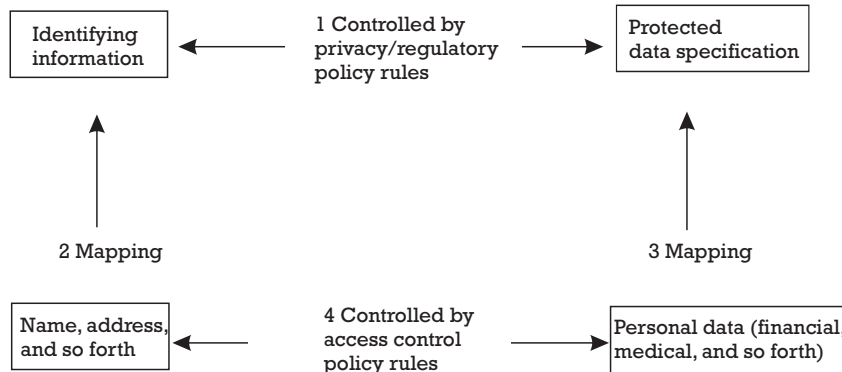 Identifying
information
1 Controlled by
privacy/regulatory
policy rules
Protected
data specification
2 Mapping
3 Mapping
Name, address,
and so forth
4 Controlled by
access control
policy rules
Personal data (financial,
medical, and so forth)